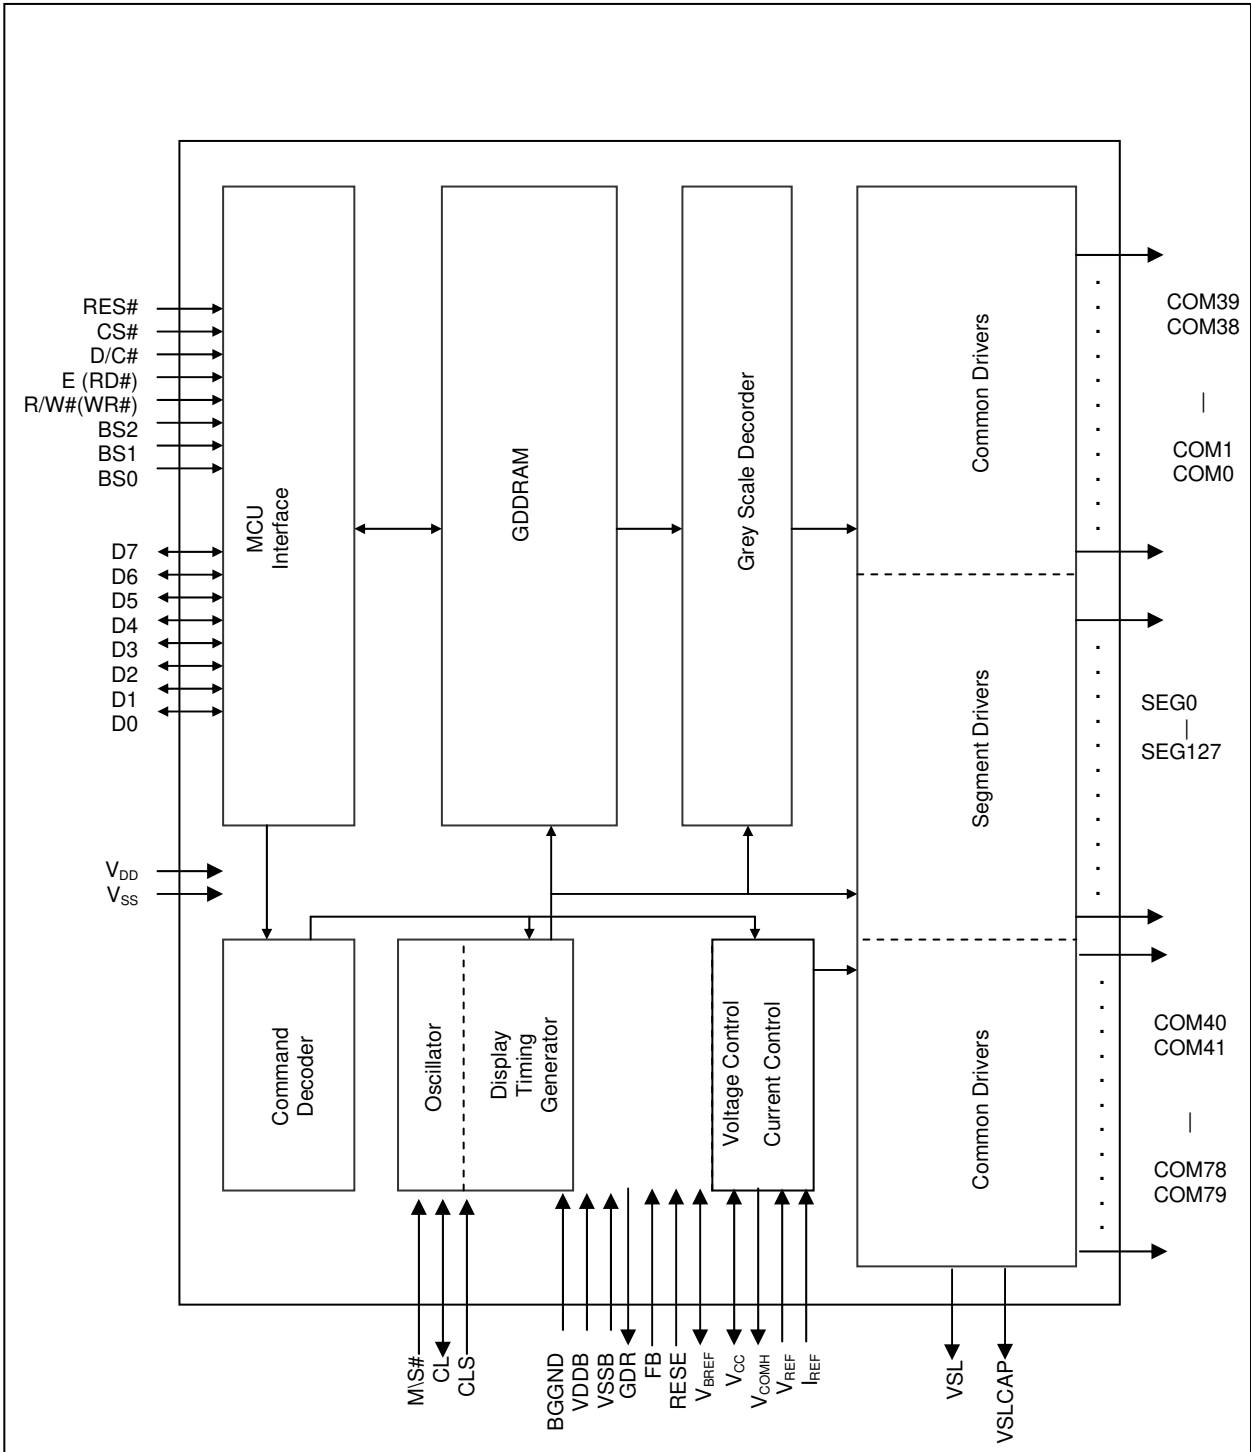 RES#
CS#
D/C#
E (RD#)
R/W#(WR#)
BS2
BS1
BS0
D7
D6
D5
D4
D3
D2
D1
D0
VDD
VSS
MCU
Interface
GDDRAM
Grey Scale Decorder
Common Drivers
Segment Drivers
Common Drivers
COM39
COM38
|
COM1
COM0
SEG0
|
SEG127
COM40
COM41
|
COM78
COM79
Command
Decoder
Oscillator
Display
Timing
Generator
Voltage Control
Current Control
M\S#
CL
CLS
BGGND
VDDB
VSSB
GDR
FB
RESE
VBREF
VCC
VCOMH
VREF
IREF
VSL
VSLCAP